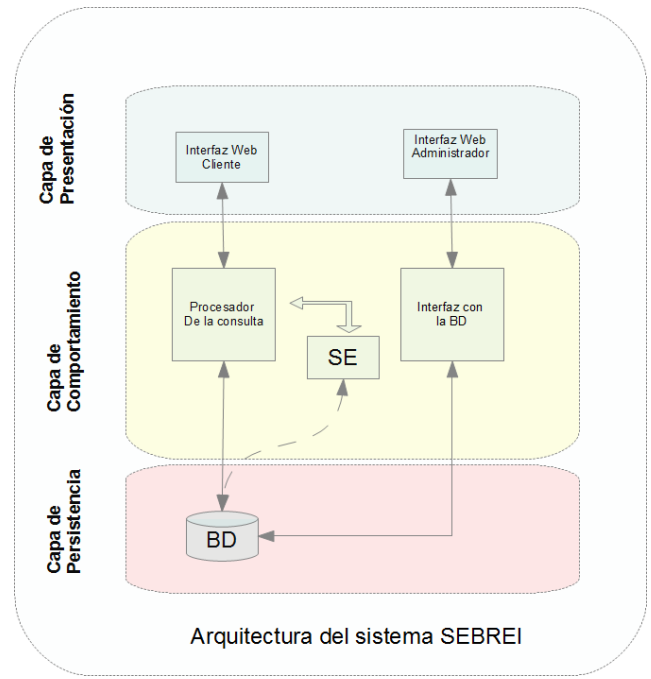 Capa de
Presentación
Interfaz Web
Cliente
Interfaz Web
Administrador
Capa de
Comportamiento
Procesador
De la consulta
SE
Interfaz con
la BD
Capa de
Persistencia
BD
Arquitectura del sistema SEBREI